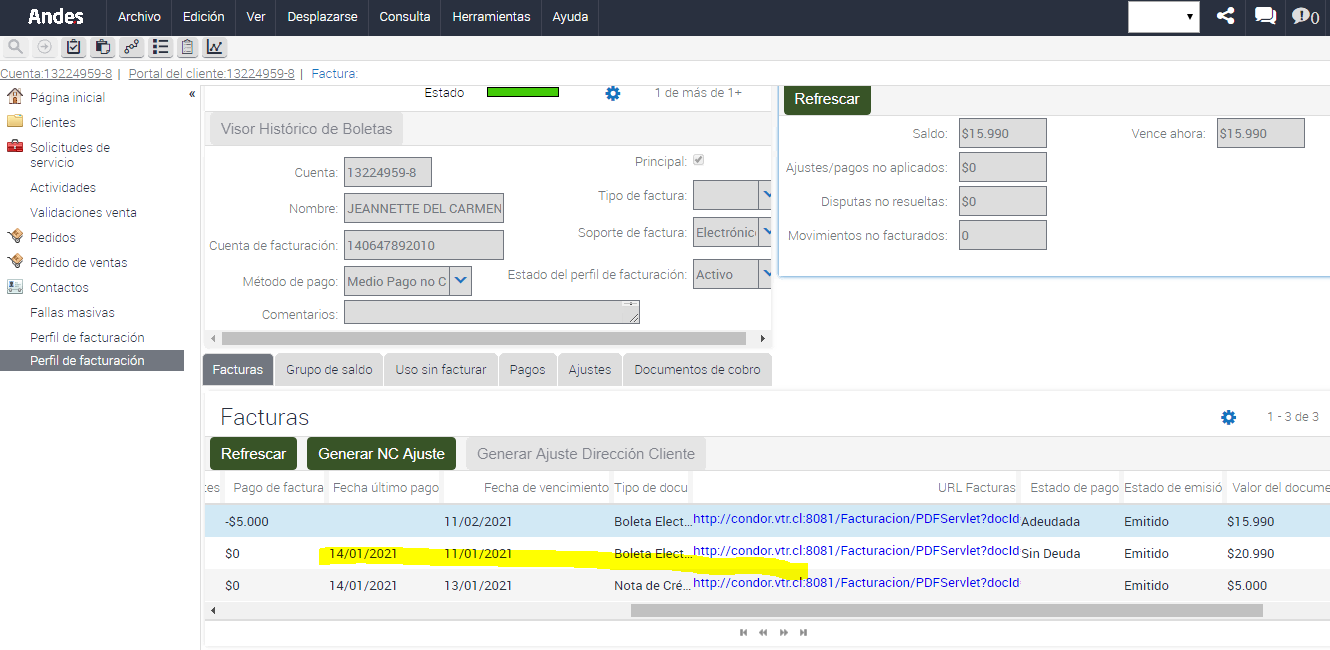 Andes Archivo Edición Ver Desplazarse Consulta Herramientas Ayuda 0
Cuenta:13224959-8 | Portal del cliente:13224959-8 | Factura:
Página inicial
Clientes
Solicitudes de
servicio
Actividades
Validaciones venta
Pedidos
Pedido de ventas
Contactos
Fallas masivas
Perfil de facturación
Perfil de facturación
«
Estado 1 de más de 1+
Visor Histórico de Boletas
Cuenta: 13224959-8
Nombre: JEANNETTE DEL CARMEN
Cuenta de facturación: 140647892010
Método de pago: Medio Pago no C
Comentarios:
Principal:
Tipo de factura:
Soporte de factura: Electrónic
Estado del perfil de facturación: Activo
Refrescar
Saldo: $15.990 Vence ahora: $15.990
Ajustes/pagos no aplicados: $0
Disputas no resueltas: $0
Movimientos no facturados: 0
Facturas Grupo de saldo Uso sin facturar Pagos Ajustes Documentos de cobro
Facturas 1 - 3 de 3
Refrescar Generar NC Ajuste Generar Ajuste Dirección Cliente
tes Pago de factura Fecha último pago Fecha de vencimiento Tipo de docu URL Facturas Estado de pago Estado de emisió Valor del docume
-$5.000 11/02/2021 Boleta Elect... http://condor.vtr.cl:8081/Facturacion/PDFServlet?docId Adeudada Emitido $15.990
$0 14/01/2021 11/01/2021 Boleta Elect... http://condor.vtr.cl:8081/Facturacion/PDFServlet?docId Sin Deuda Emitido $20.990
$0 14/01/2021 13/01/2021 Nota de Cré... http://condor.vtr.cl:8081/Facturacion/PDFServlet?docId Emitido $5.000